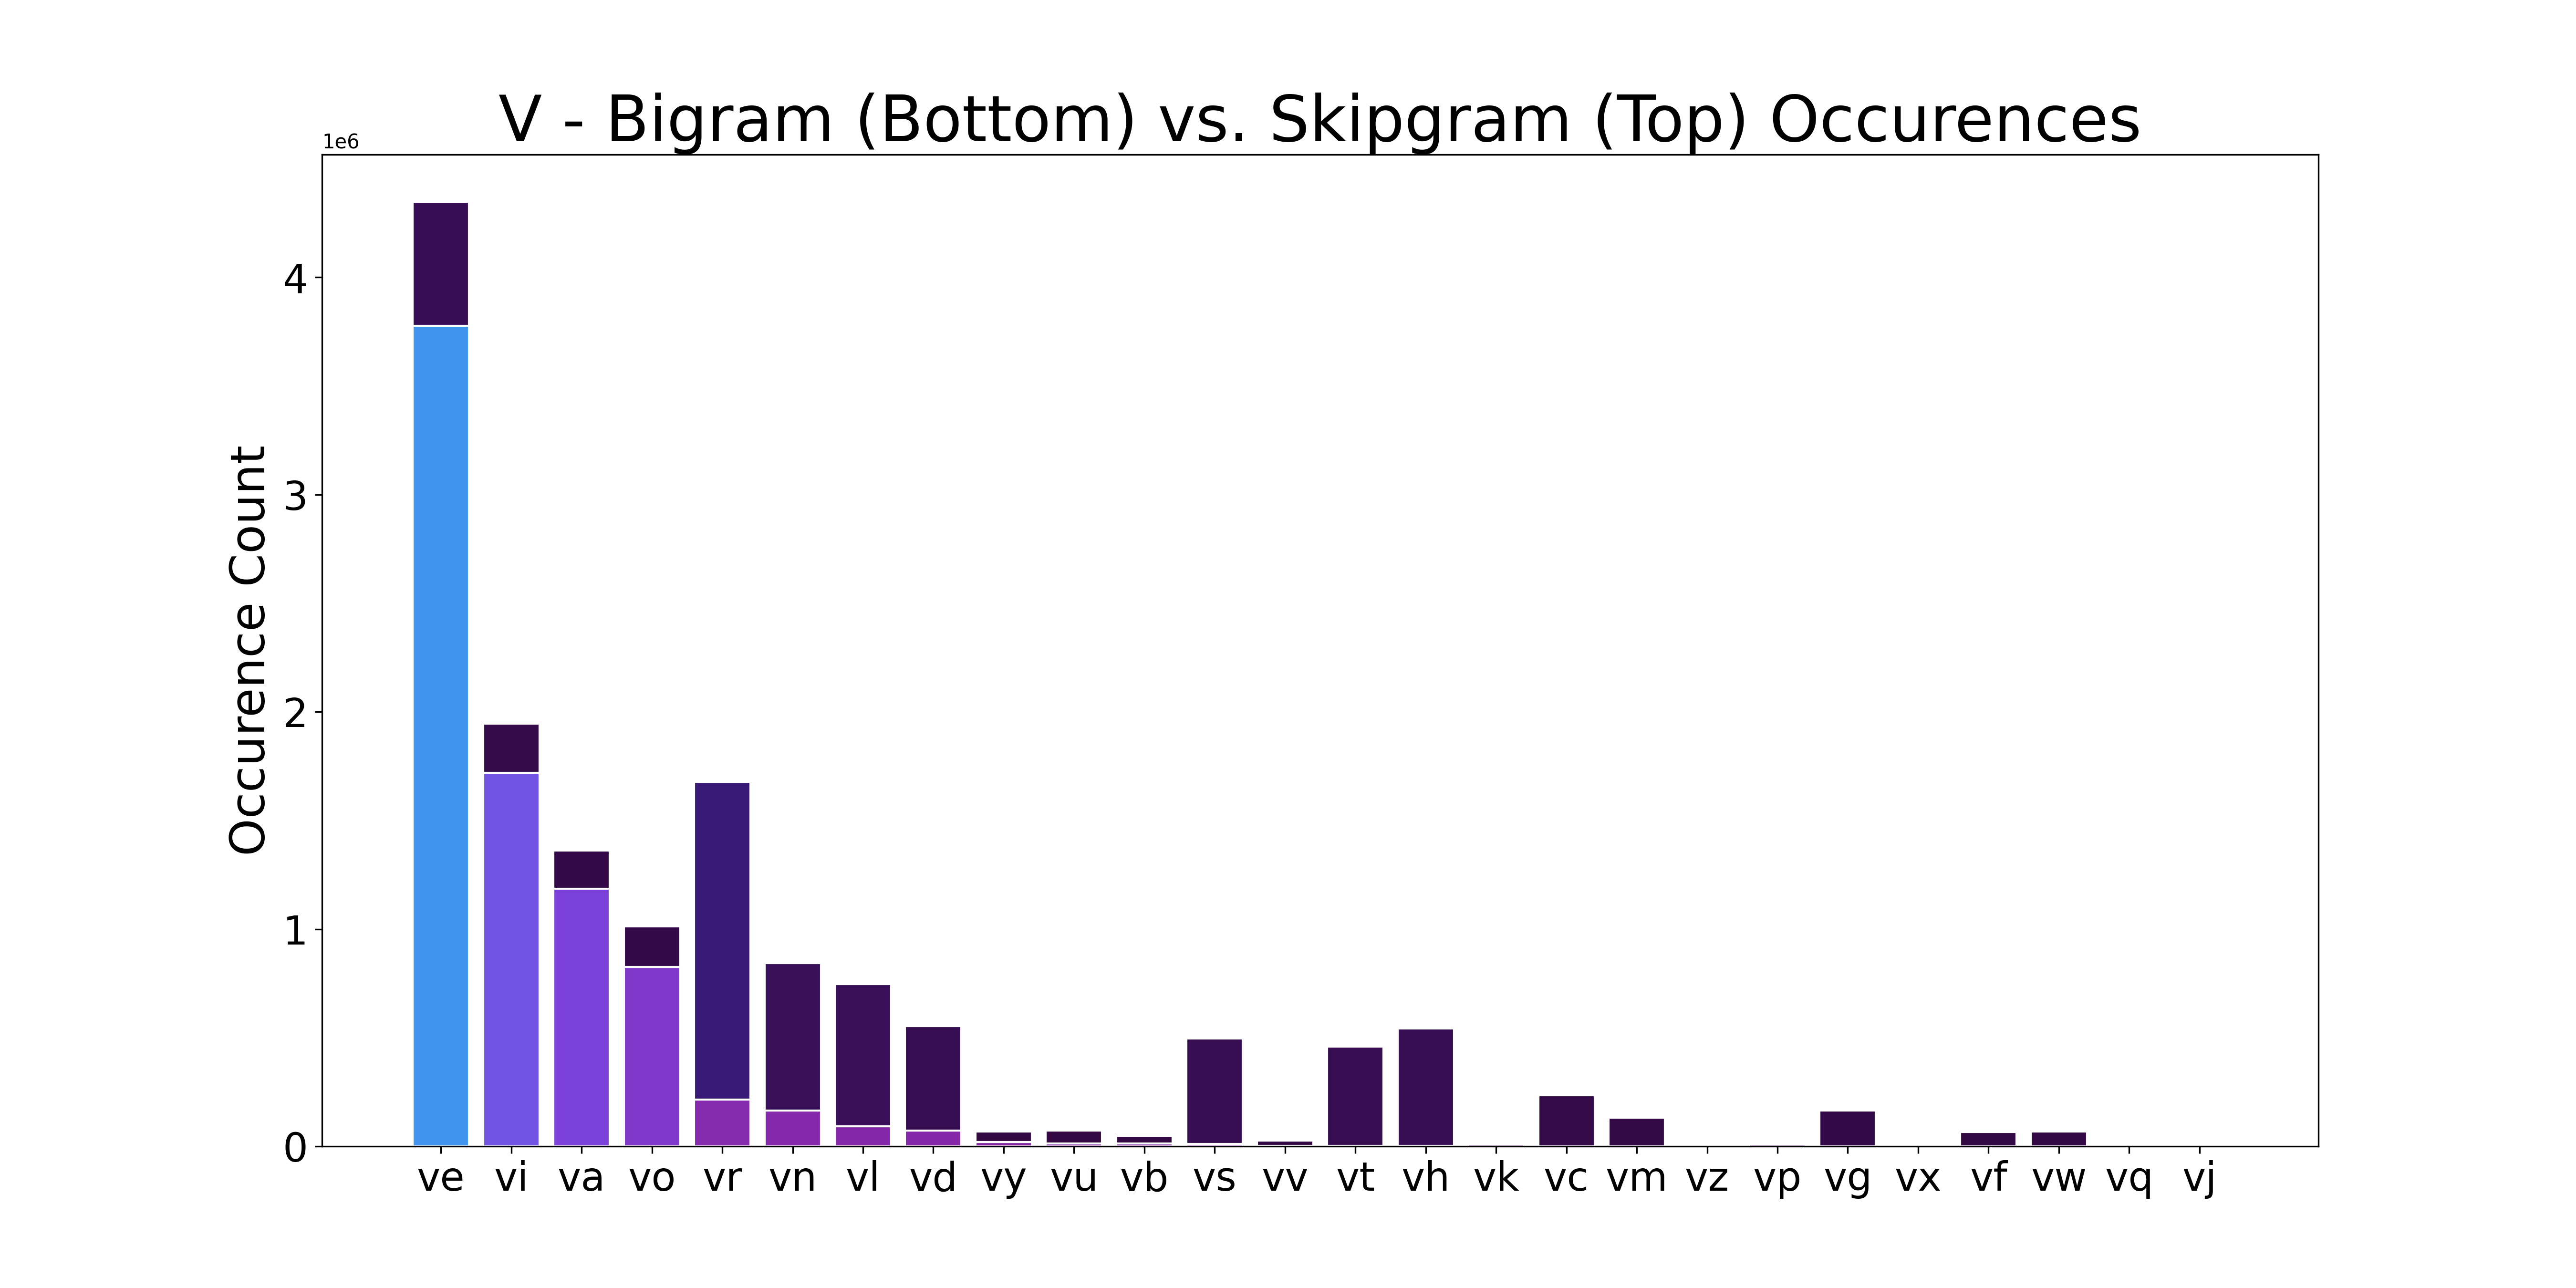 V - Bigram (Bottom) vs. Skipgram (Top) Occurences
1e6
Occurence Count
4
3
2
1
0
ve vi va vo vr vn vl vd vy vu vb vs vv vt vh vk vc vm vz vp vg vx vf vw vq vj